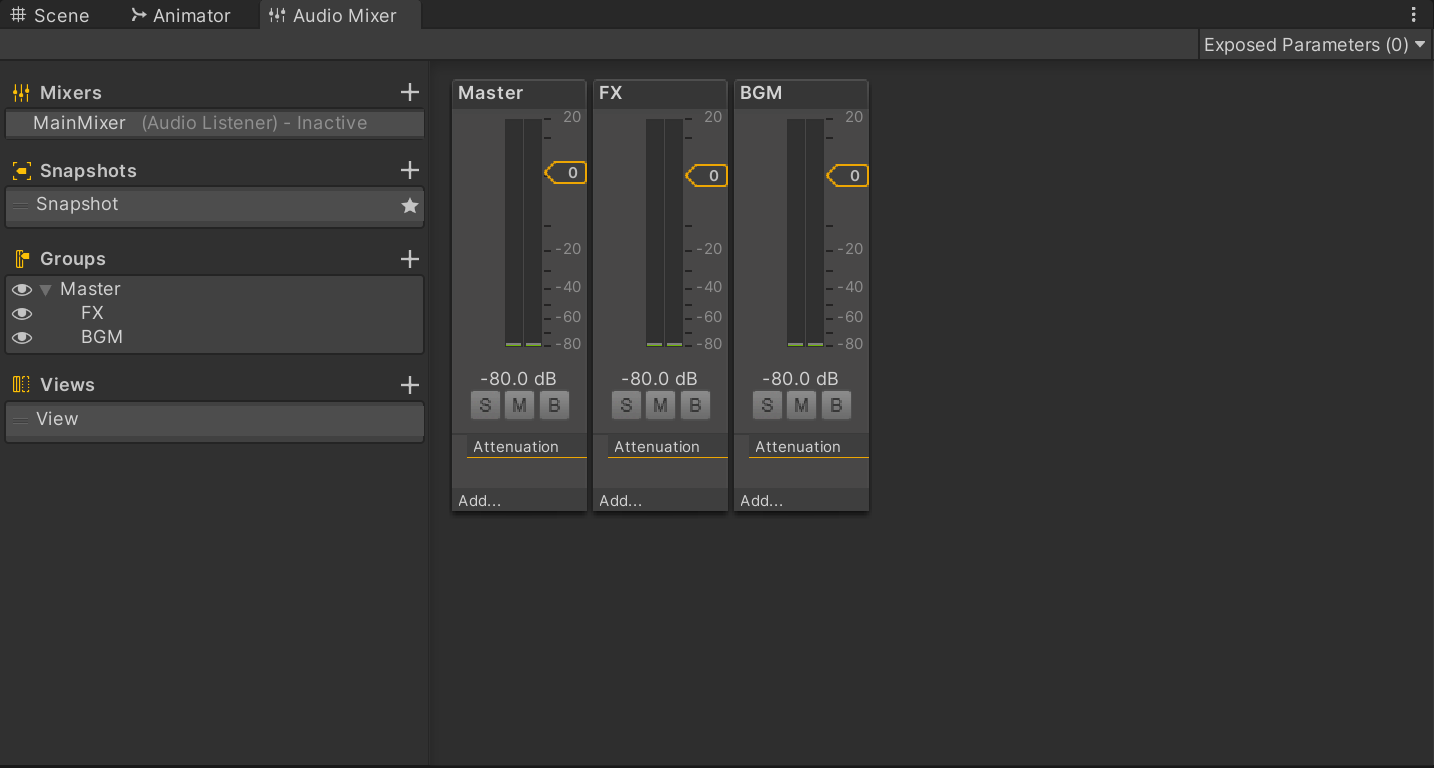 Scene Animator Audio Mixer
Exposed Parameters (0)
Mixers
MainMixer (Audio Listener) - Inactive
Snapshots
Snapshot
Groups
Master
FX
BGM
Views
View
Master
20
0
-20
-40
-60
-80
-80.0 dB
S M B
Attenuation
Add...
FX
20
0
-20
-40
-60
-80
-80.0 dB
S M B
Attenuation
Add...
BGM
20
0
-20
-40
-60
-80
-80.0 dB
S M B
Attenuation
Add...